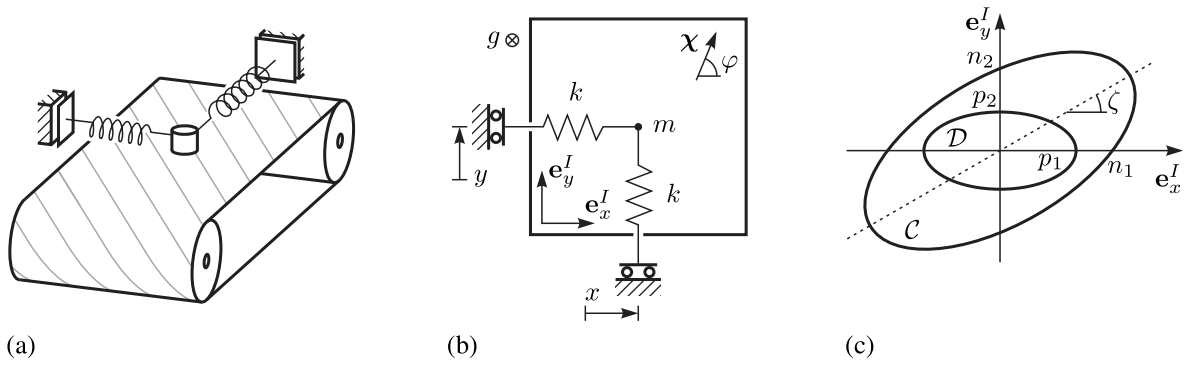 g ⊗
χ
φ
k
m
k
y
e_y^I
e_x^I
x
e_y^I
n_2
p_2
ζ
𝒟
p_1
n_1
e_x^I
𝒞
(a)
(b)
(c)